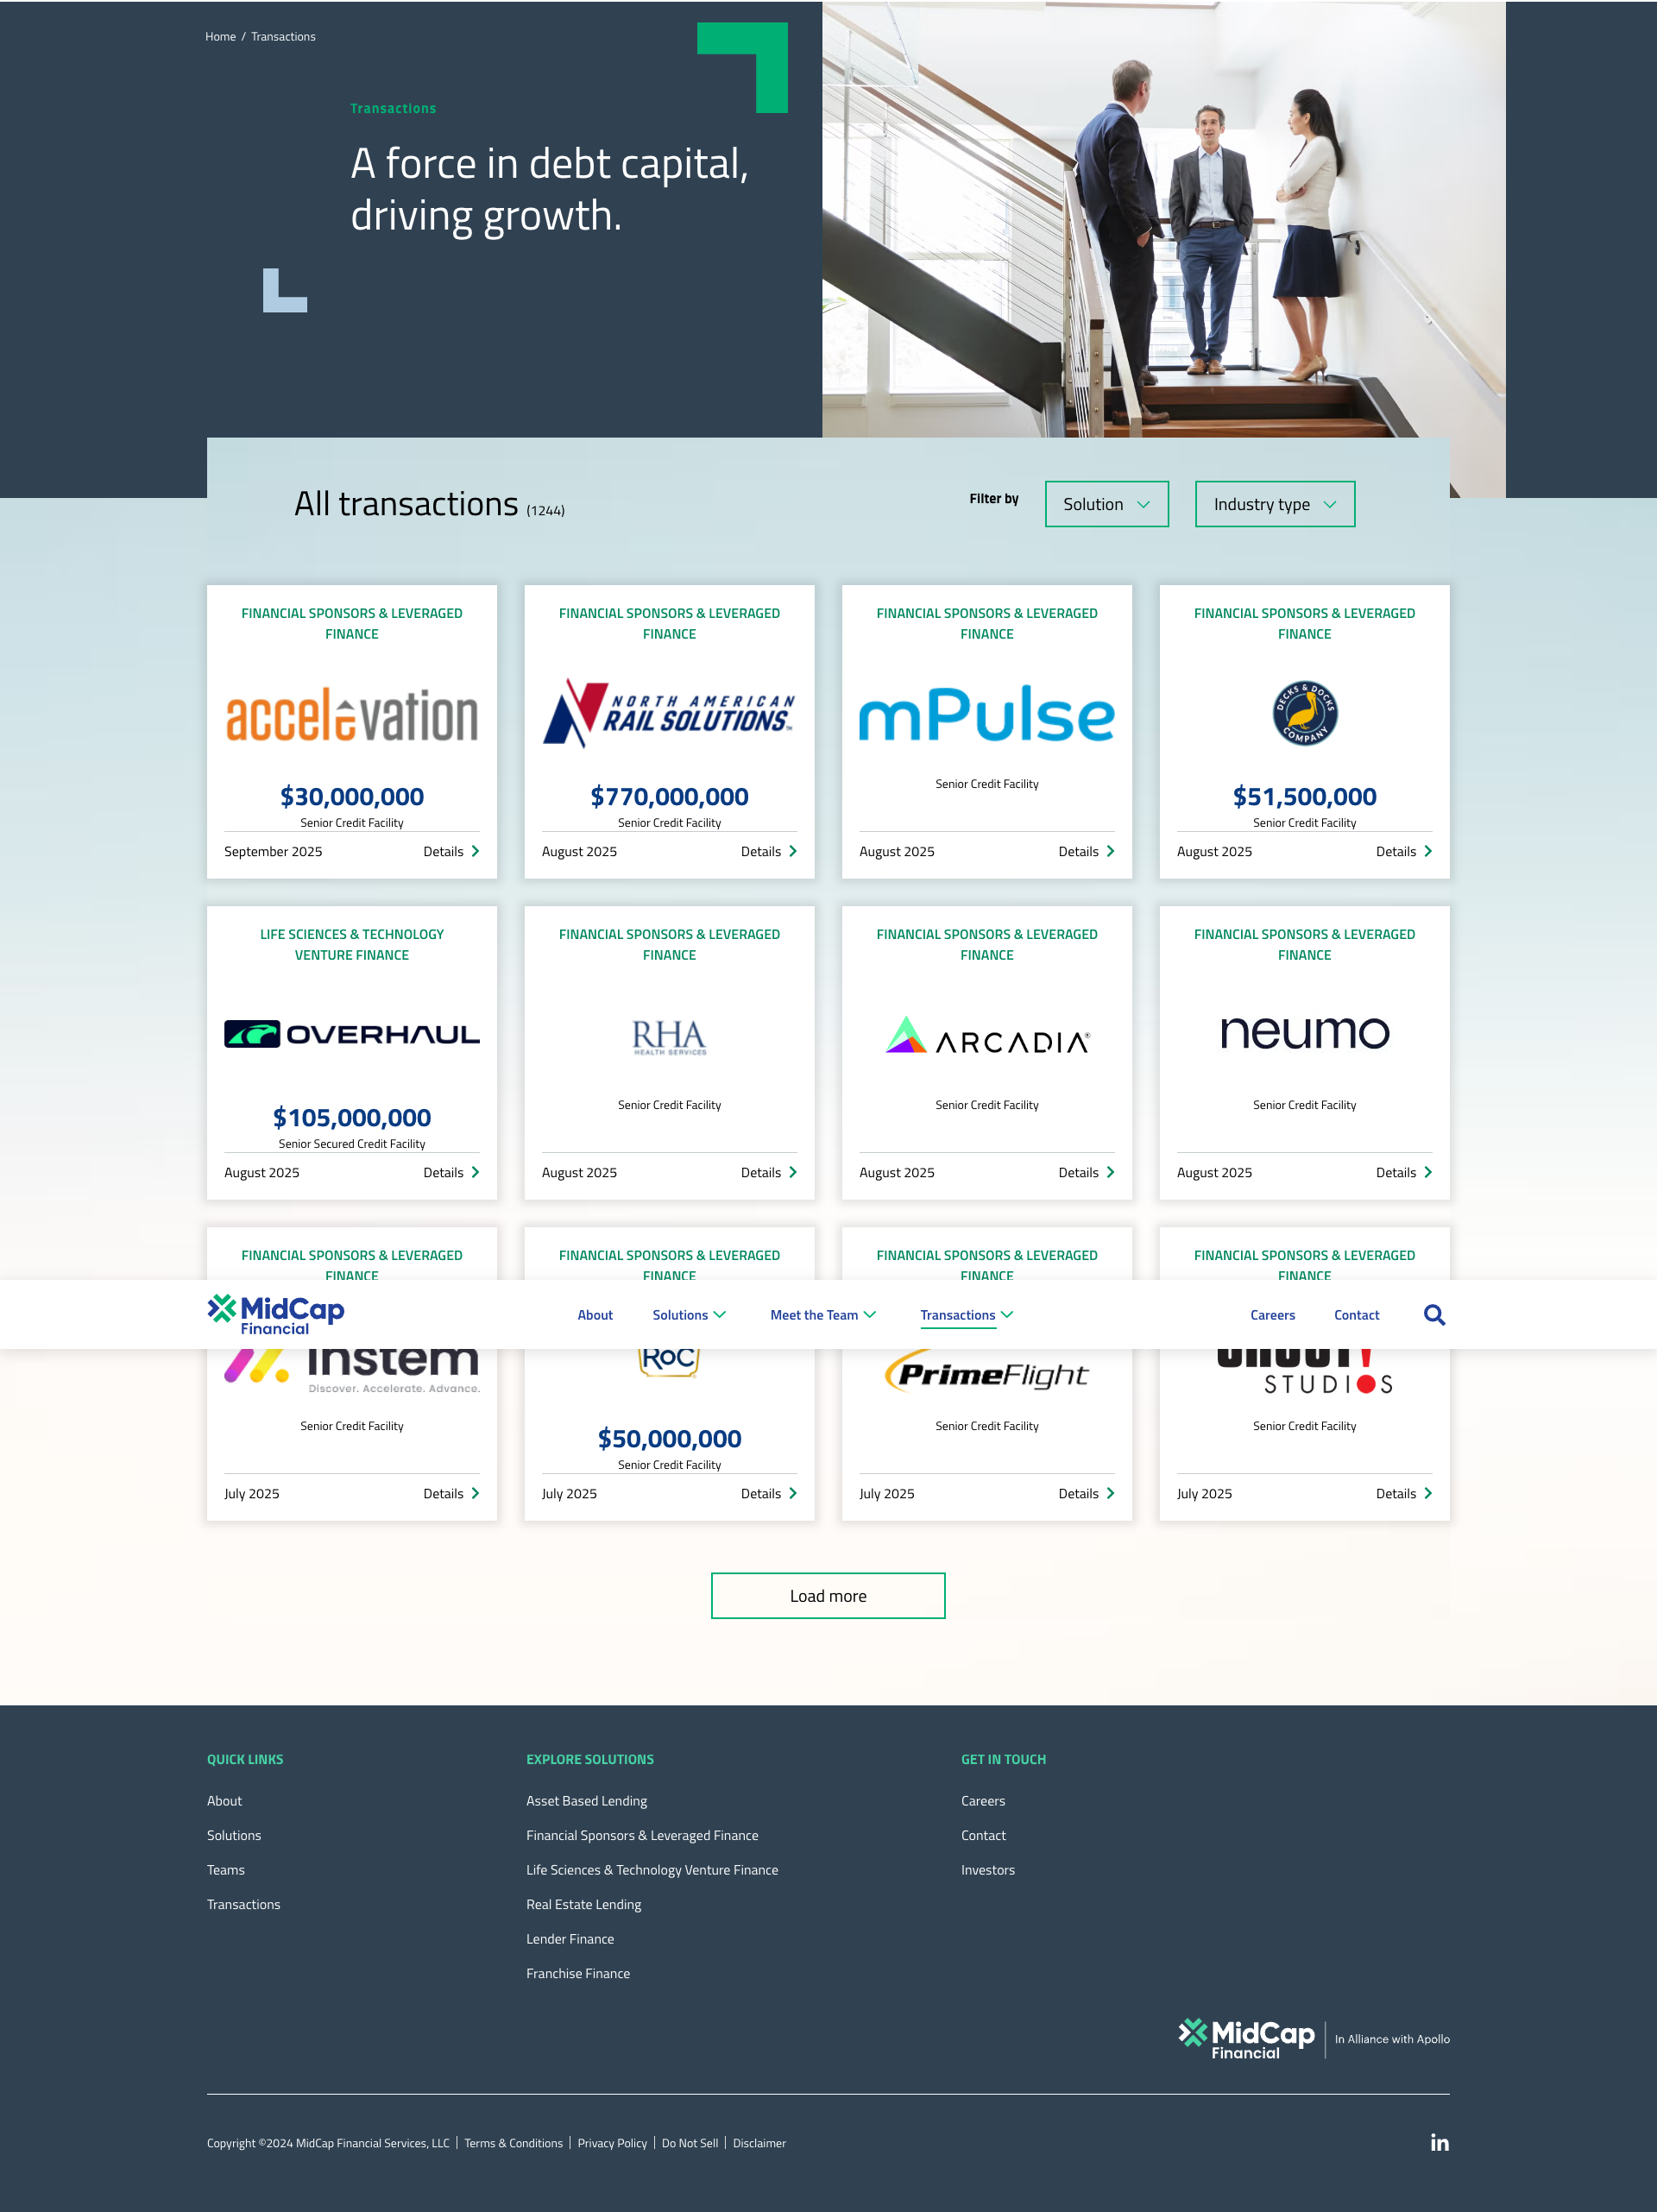 Home / Transactions
Transactions
A force in debt capital,
driving growth.
All transactions (1244)
Filter by
Solution
Industry type
FINANCIAL SPONSORS & LEVERAGED
FINANCE
accelevation
$30,000,000
Senior Credit Facility
September 2025
Details
FINANCIAL SPONSORS & LEVERAGED
FINANCE
NORTH AMERICAN
RAIL SOLUTIONS™
$770,000,000
Senior Credit Facility
August 2025
Details
FINANCIAL SPONSORS & LEVERAGED
FINANCE
mPulse
Senior Credit Facility
August 2025
Details
FINANCIAL SPONSORS & LEVERAGED
FINANCE
DECKS & DOCKS
COMPANY
$51,500,000
Senior Credit Facility
August 2025
Details
LIFE SCIENCES & TECHNOLOGY
VENTURE FINANCE
OVERHAUL
$105,000,000
Senior Secured Credit Facility
August 2025
Details
FINANCIAL SPONSORS & LEVERAGED
FINANCE
RHA
HEALTH SERVICES
Senior Credit Facility
August 2025
Details
FINANCIAL SPONSORS & LEVERAGED
FINANCE
ARCADIA®
Senior Credit Facility
August 2025
Details
FINANCIAL SPONSORS & LEVERAGED
FINANCE
neumo
Senior Credit Facility
August 2025
Details
MidCap
Financial
About
Solutions
Meet the Team
Transactions
Careers
Contact
FINANCIAL SPONSORS & LEVERAGED
FINANCE
instem
Discover. Accelerate. Advance.
Senior Credit Facility
July 2025
Details
FINANCIAL SPONSORS & LEVERAGED
FINANCE
RoC
$50,000,000
Senior Credit Facility
July 2025
Details
FINANCIAL SPONSORS & LEVERAGED
FINANCE
PrimeFlight
Senior Credit Facility
July 2025
Details
FINANCIAL SPONSORS & LEVERAGED
FINANCE
STUDIOS
Senior Credit Facility
July 2025
Details
Load more
QUICK LINKS
About
Solutions
Teams
Transactions
EXPLORE SOLUTIONS
Asset Based Lending
Financial Sponsors & Leveraged Finance
Life Sciences & Technology Venture Finance
Real Estate Lending
Lender Finance
Franchise Finance
GET IN TOUCH
Careers
Contact
Investors
MidCap
Financial
In Alliance with Apollo
Copyright ©2024 MidCap Financial Services, LLC | Terms & Conditions | Privacy Policy | Do Not Sell | Disclaimer
in